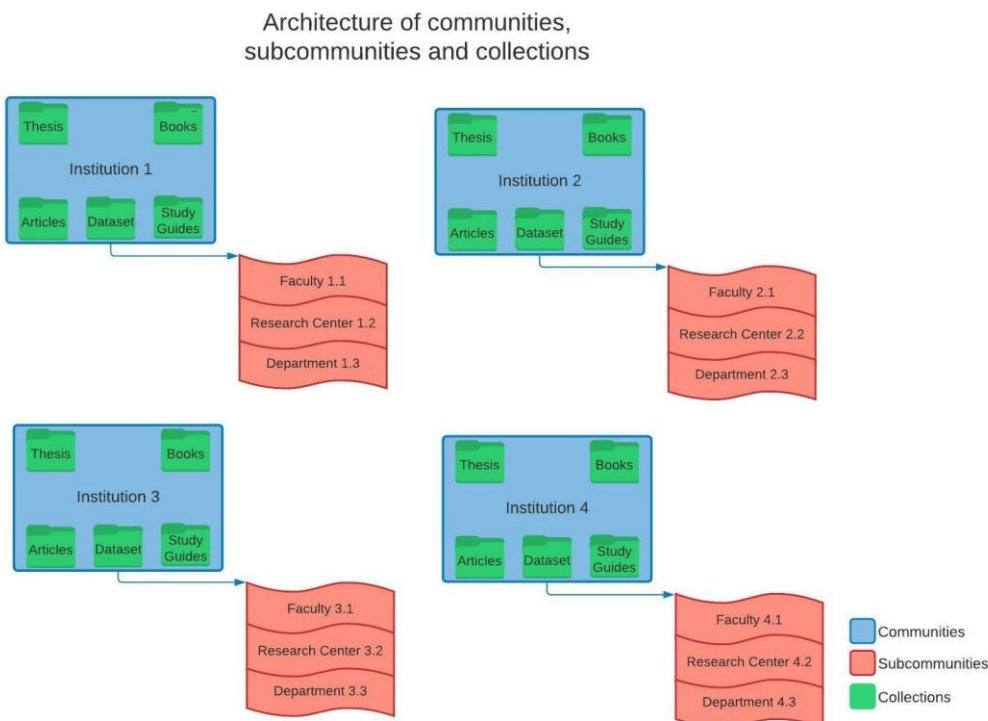 Architecture of communities,
subcommunities and collections
Thesis
Books
Institution 1
Articles
Dataset
Study
Guides
Faculty 1.1
Research Center 1.2
Department 1.3
Thesis
Books
Institution 2
Articles
Dataset
Study
Guides
Faculty 2.1
Research Center 2.2
Department 2.3
Thesis
Books
Institution 3
Articles
Dataset
Study
Guides
Faculty 3.1
Research Center 3.2
Department 3.3
Thesis
Books
Institution 4
Articles
Dataset
Study
Guides
Faculty 4.1
Research Center 4.2
Department 4.3
Communities
Subcommunities
Collections